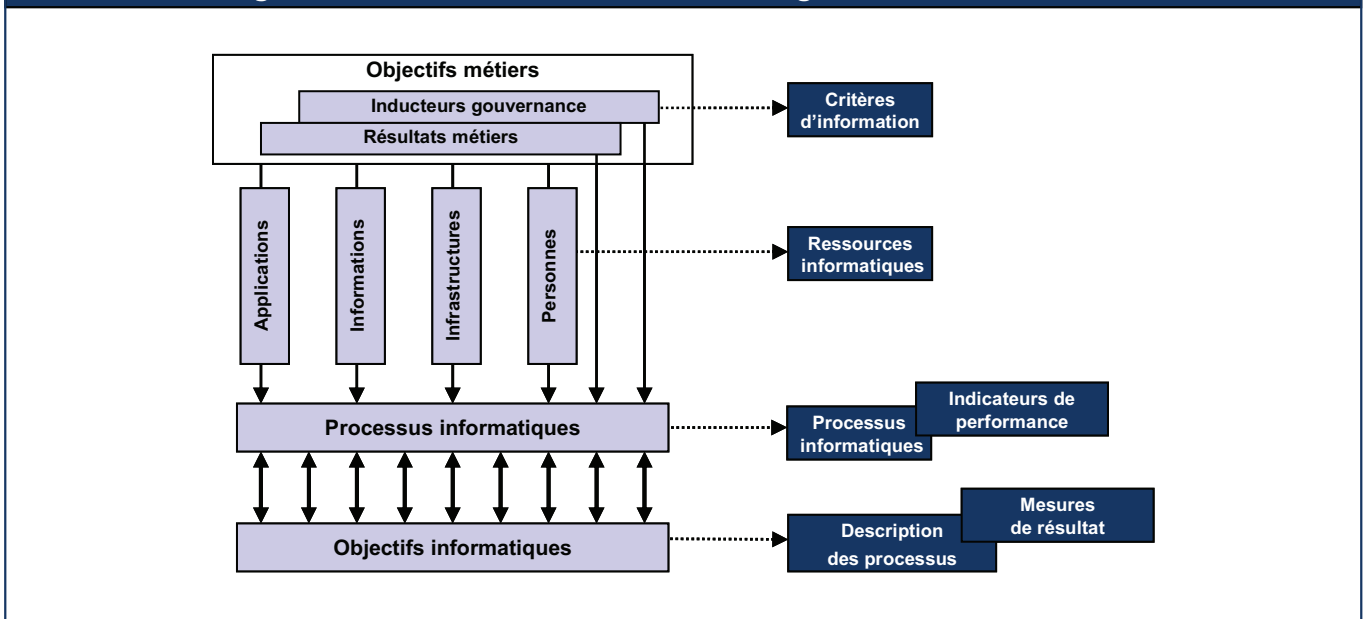 Objectifs métiers
Inducteurs gouvernance
Résultats métiers
Critères
d'information
Applications
Informations
Infrastructures
Personnes
Ressources
informatiques
Processus informatiques
Processus
informatiques
Indicateurs de
performance
Objectifs informatiques
Description
des processus
Mesures
de résultat